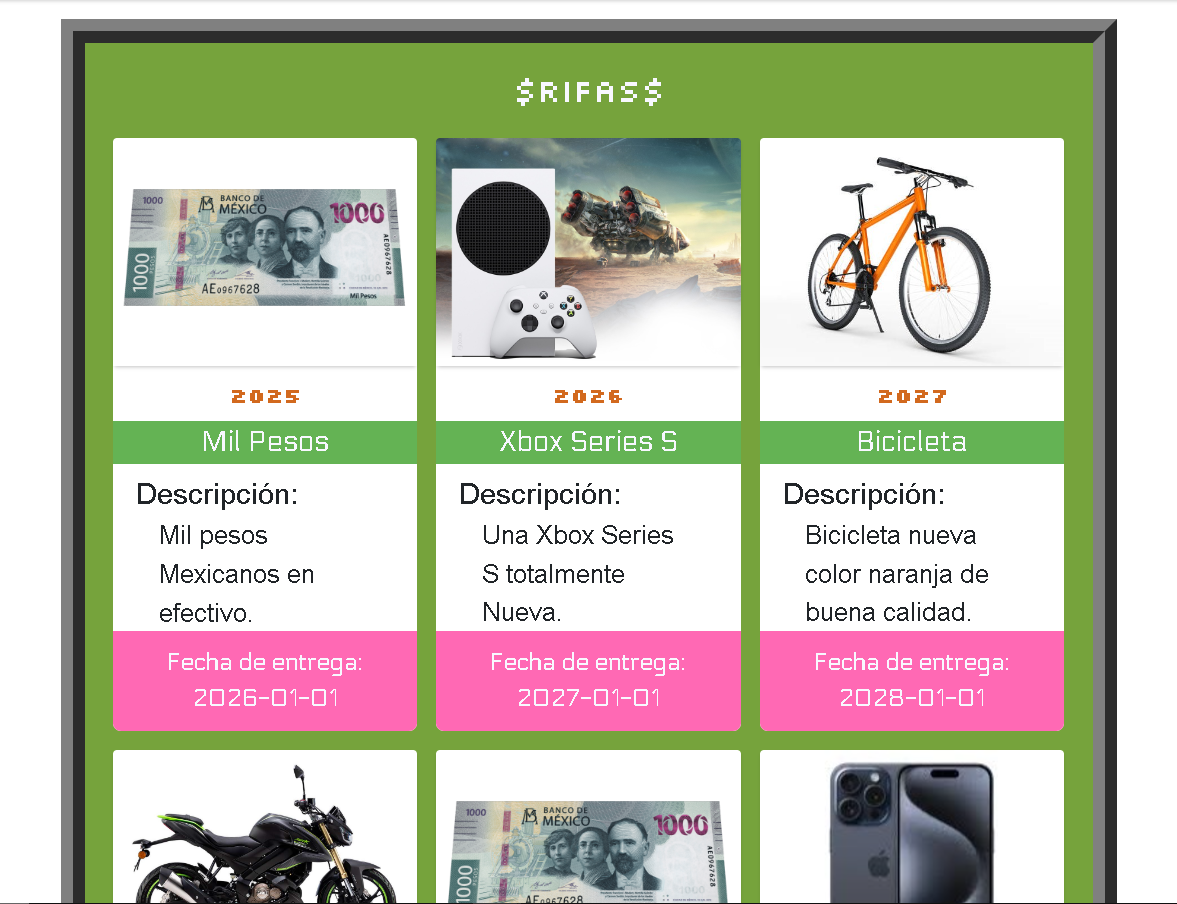 $RIFAS$
1000
BANCO DE
MÉXICO
1000
AE0967628
1000
PESOS
AE0967628
Mil Pesos
2025
2026
2027
Mil Pesos
Xbox Series S
Bicicleta
Descripción:
Mil pesos
Mexicanos en
efectivo.
Descripción:
Una Xbox Series
S totalmente
Nueva.
Descripción:
Bicicleta nueva
color naranja de
buena calidad.
Fecha de entrega:
2026-01-01
Fecha de entrega:
2027-01-01
Fecha de entrega:
2028-01-01
1000
BANCO DE
MÉXICO
1000
AE0967628
1000
AE0967628